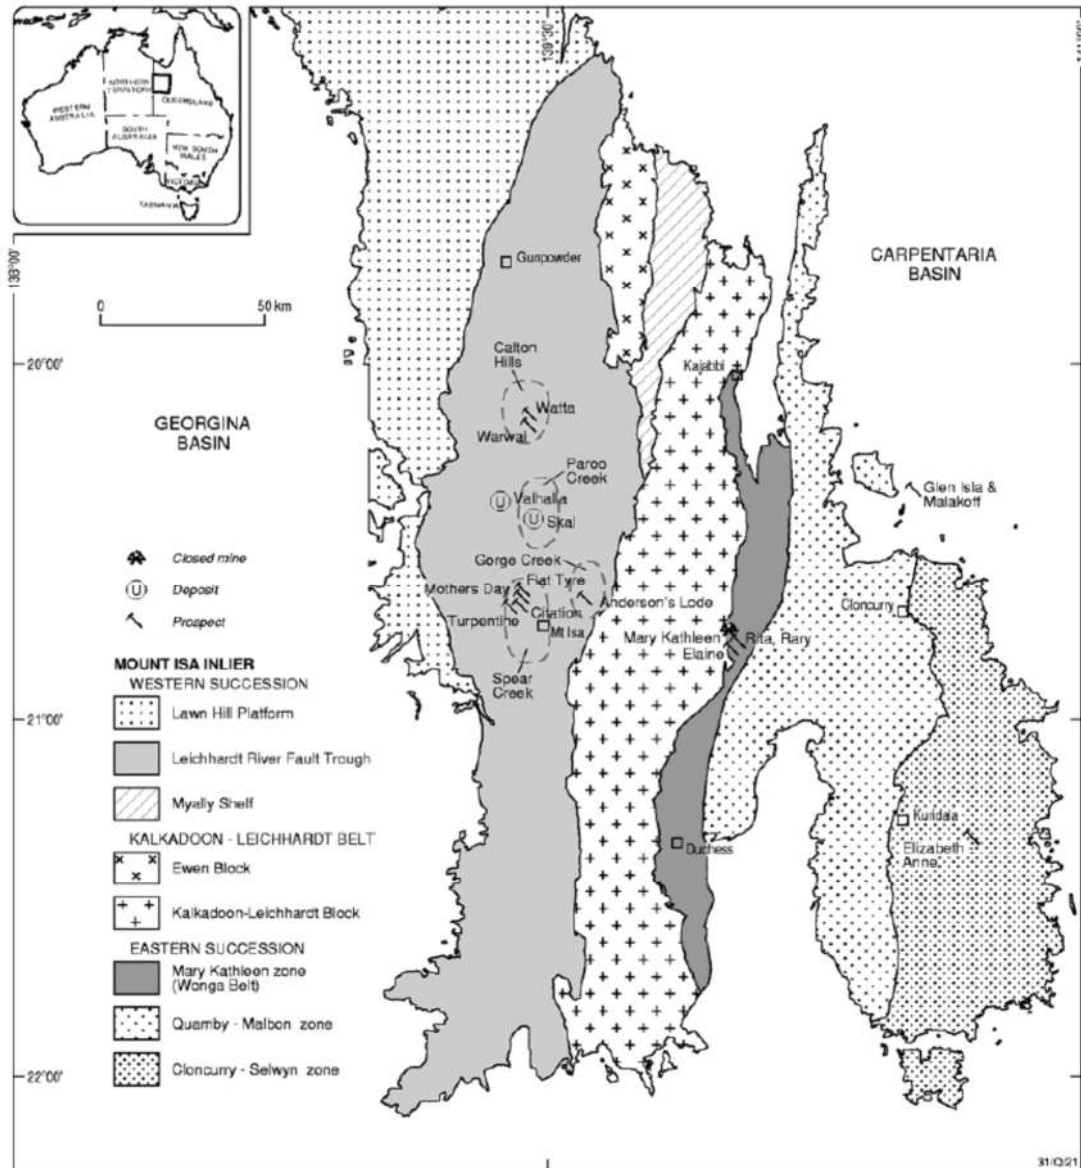 NORTHERN
TERRITORY
QUEENSLAND
WESTERN
AUSTRALIA
SOUTH
AUSTRALIA
NEW SOUTH
WALES
VICTORIA
TASMANIA
139°30'
138°00'
0
50 km
Gunpowder
CARPENTARIA
BASIN
20°00'
Calton
Hills
Kajabbi
Watta
Warwai
GEORGINA
BASIN
Paroo
Creek
Valhalla
U
Skal
U
Glen Isla &
Malakoff
Gorge Creek
Flat Tyre
Mothers Day
Anderson's Lode
Turpentine
Citation
Mt Isa
Cloncurry
Mary Kathleen
Rita, Rary
Elaine
Spear
Creek
Closed mine
U
Deposit
Prospect
MOUNT ISA INLIER
WESTERN SUCCESSION
Lawn Hill Platform
21°00'
Leichhardt River Fault Trough
Myally Shelf
Kuridala
Elizabeth
Anne
Duchess
KALKADOON - LEICHHARDT BELT
Ewen Block
Kalkadoon-Leichhardt Block
EASTERN SUCCESSION
Mary Kathleen zone
(Wonga Belt)
Quamby - Malbon zone
Cloncurry - Selwyn zone
22°00'
31/O/21